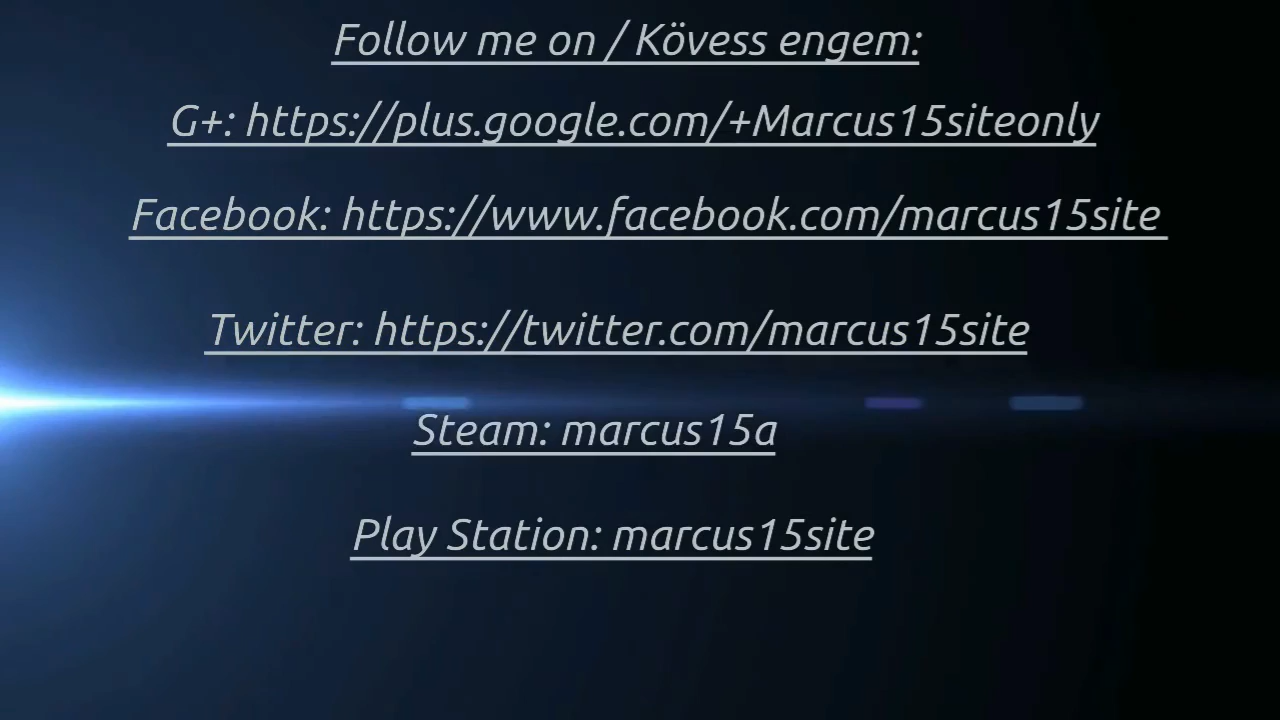 Follow me on / Kövess engem:
G+: https://plus.google.com/+Marcus15siteonly
Facebook: https://www.facebook.com/marcus15site
Twitter: https://twitter.com/marcus15site
Steam: marcus15a
Play Station: marcus15site